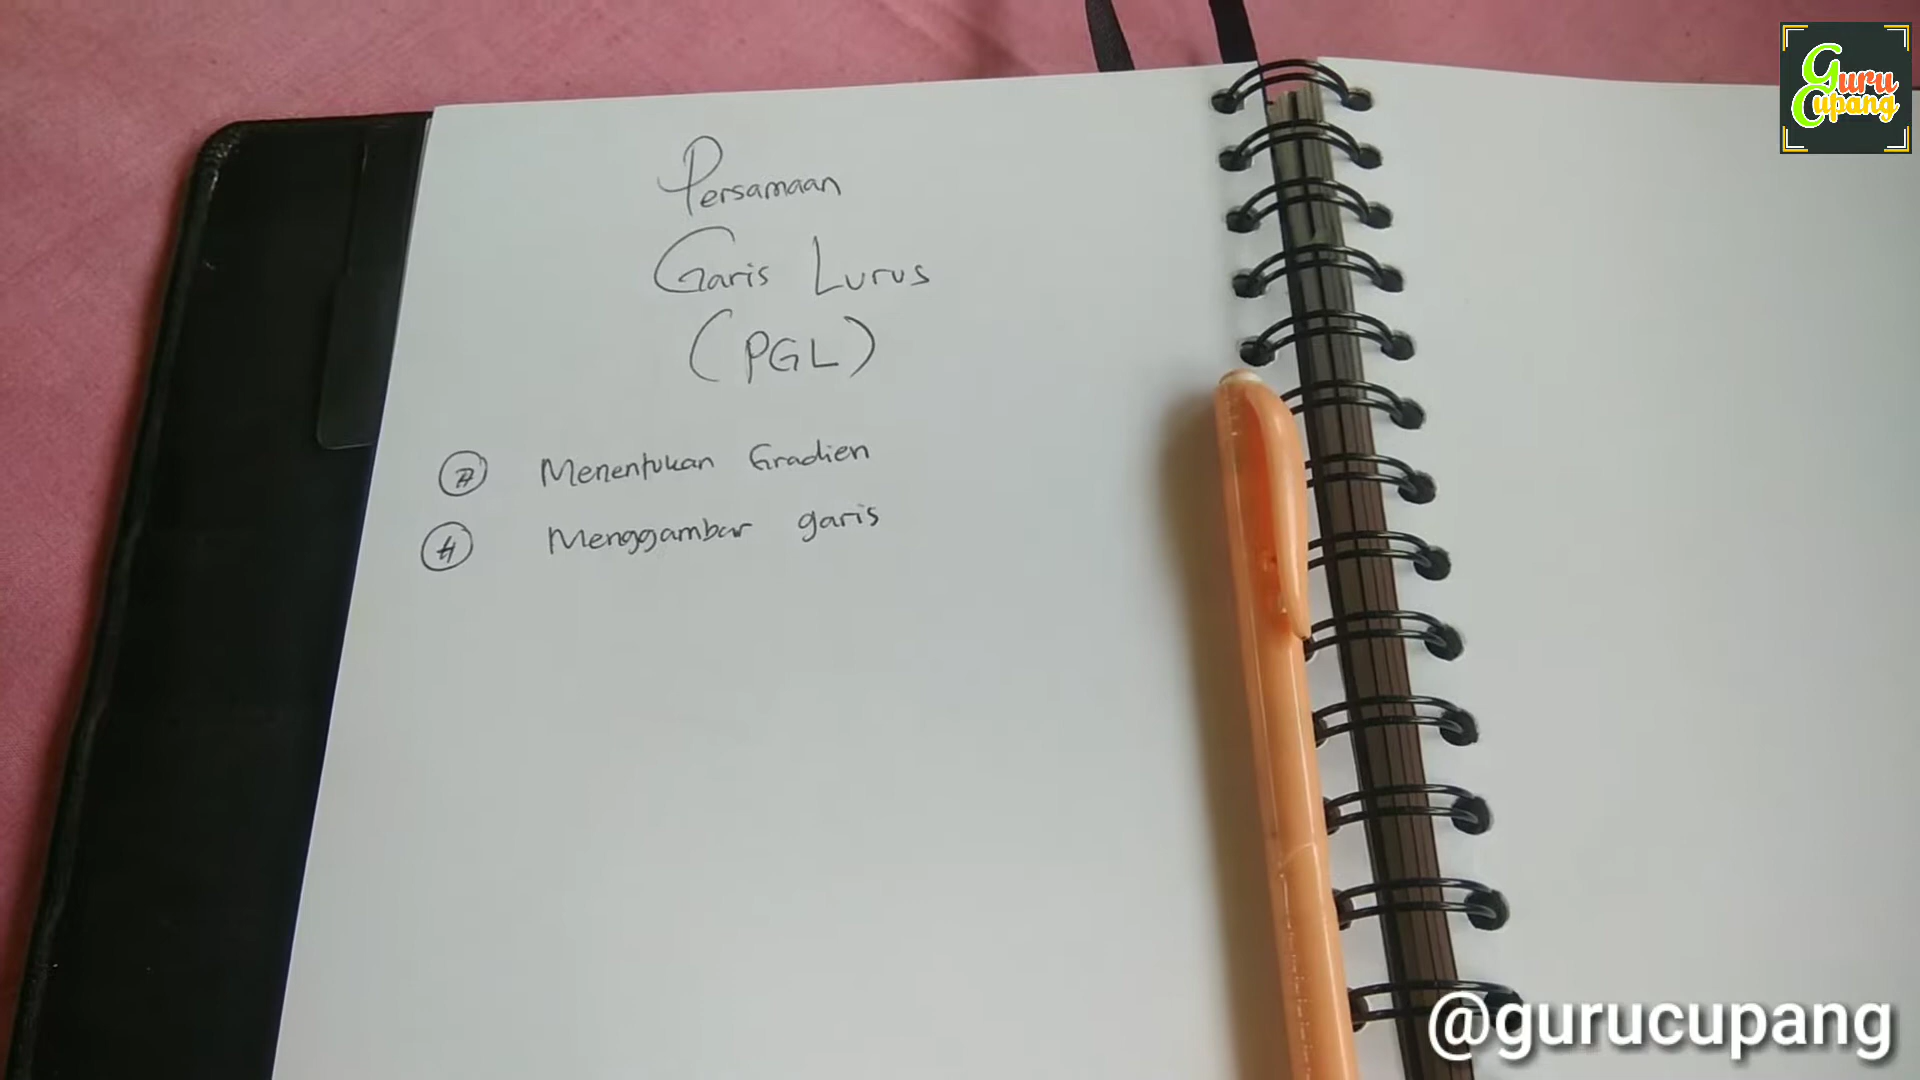 Persamaan
Garis Lurus
(PGL)
# Menentukan Gradien
# Menggambar garis
Guru
Cupang
@gurucupang